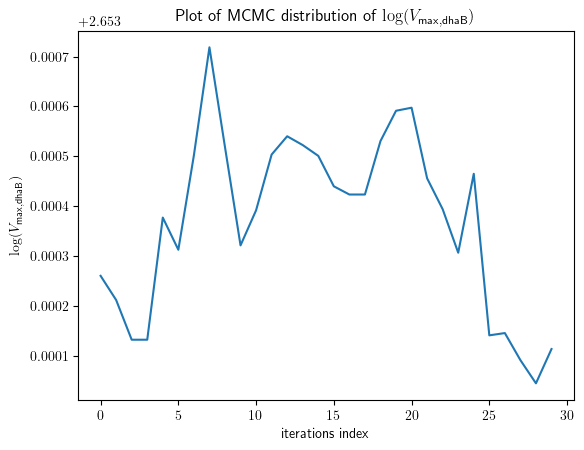 Plot of MCMC distribution of log(V_max,dhaB)
+2.653
0.0007
0.0006
0.0005
0.0004
0.0003
0.0002
0.0001
log(V_max,dhaB)
0 5 10 15 20 25 30
iterations index